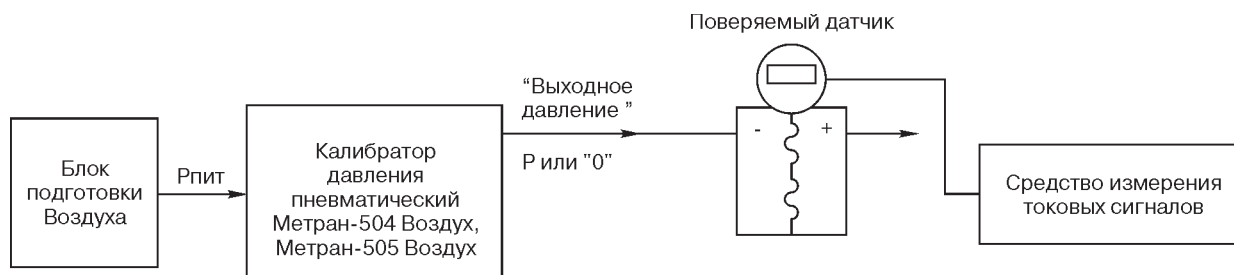 Поверяемый датчик
“Выходное
давление ”
Р или "0"
- +
Блок
подготовки
Воздуха
Рпит
Калибратор
давления
пневматический
Метран-504 Воздух,
Метран-505 Воздух
Средство измерения
токовых сигналов